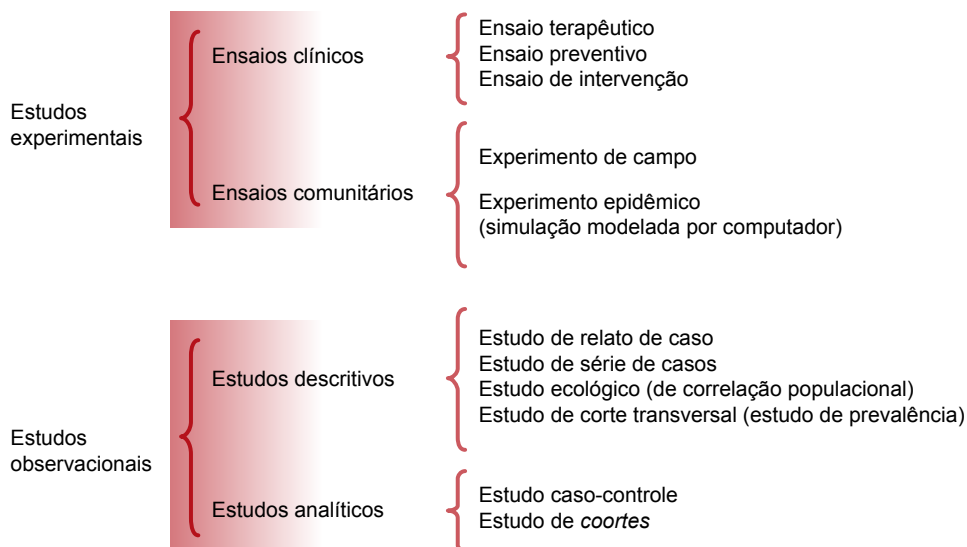 Estudos
experimentais
Ensaios clínicos
Ensaio terapêutico
Ensaio preventivo
Ensaio de intervenção
Ensaios comunitários
Experimento de campo
Experimento epidêmico
(simulação modelada por computador)
Estudos
observacionais
Estudos descritivos
Estudo de relato de caso
Estudo de série de casos
Estudo ecológico (de correlação populacional)
Estudo de corte transversal (estudo de prevalência)
Estudos analíticos
Estudo caso-controle
Estudo de coortes